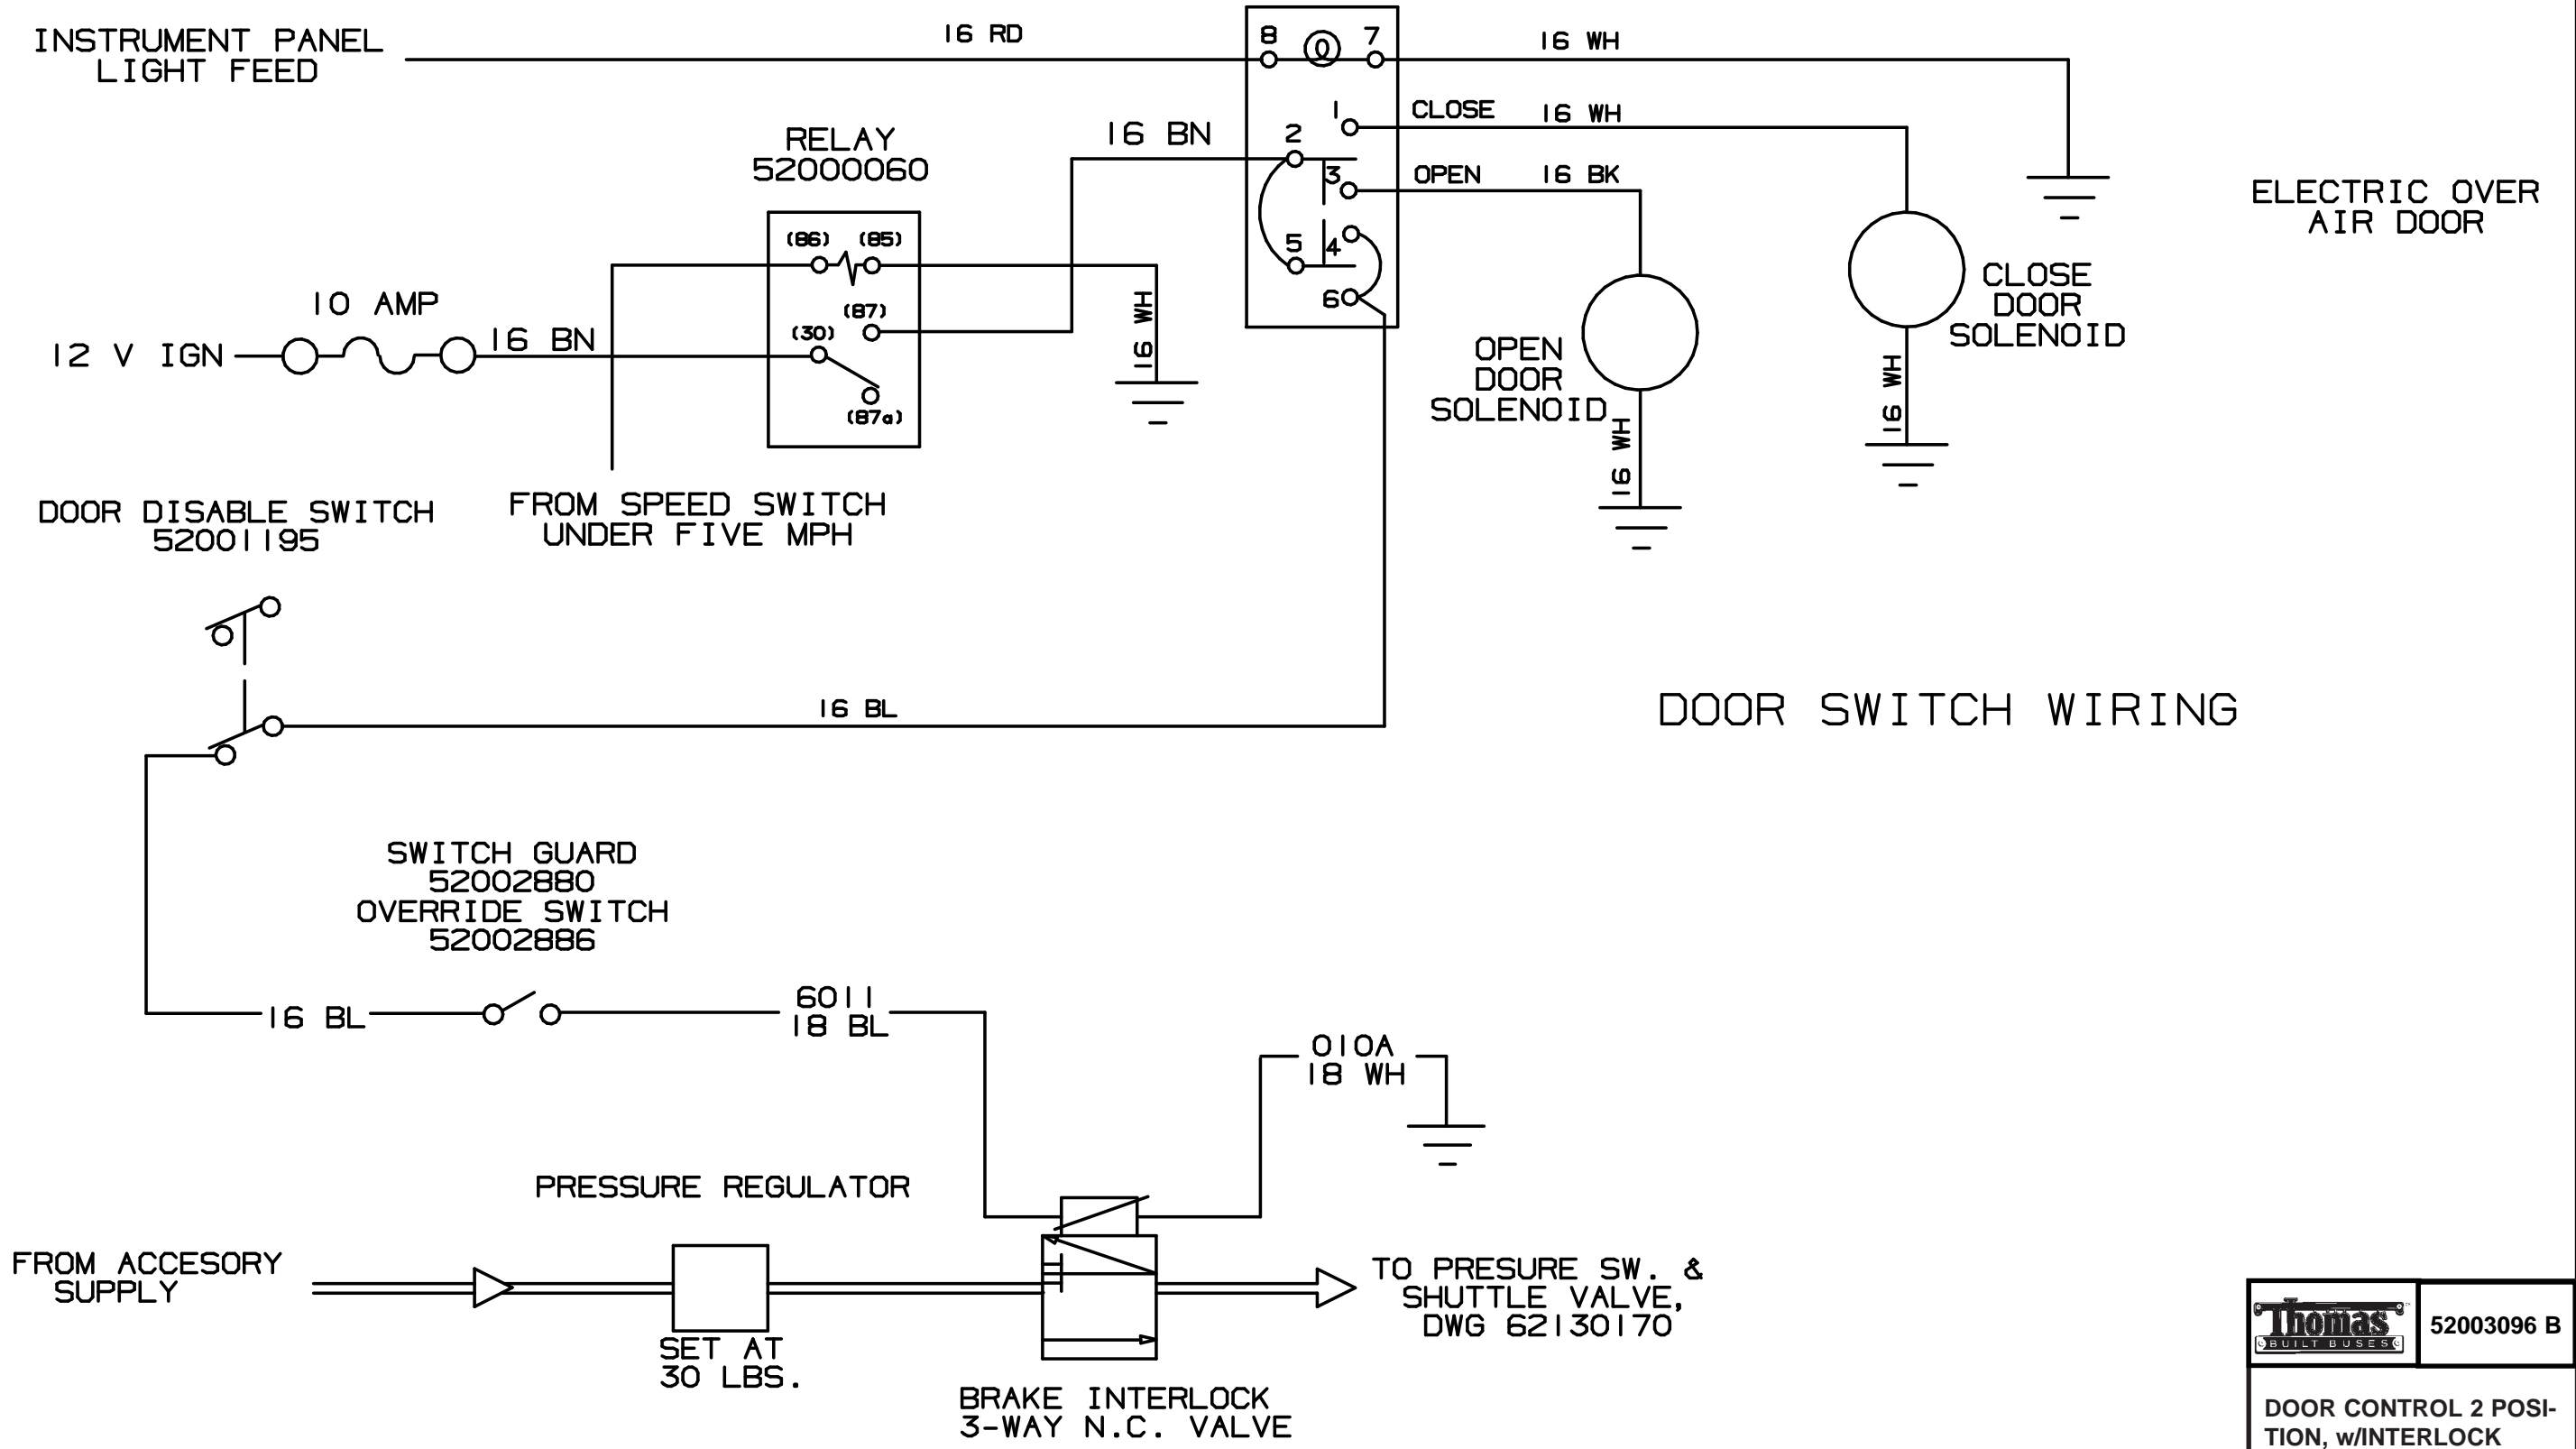 INSTRUMENT PANEL
LIGHT FEED
16 RD
8
7
16 WH
1
CLOSE
16 WH
2
16 BN
3
OPEN
16 BK
5
4
6
RELAY
52000060
(86)
(85)
(87)
(30)
(87a)
16 WH
10 AMP
12 V IGN
16 BN
FROM SPEED SWITCH
UNDER FIVE MPH
OPEN
DOOR
SOLENOID
16 WH
CLOSE
DOOR
SOLENOID
16 WH
ELECTRIC OVER
AIR DOOR
DOOR DISABLE SWITCH
52001195
16 BL
DOOR SWITCH WIRING
SWITCH GUARD
52002880
OVERRIDE SWITCH
52002886
16 BL
6011
18 BL
010A
18 WH
PRESSURE REGULATOR
FROM ACCESORY
SUPPLY
SET AT
30 LBS.
BRAKE INTERLOCK
3-WAY N.C. VALVE
TO PRESURE SW. &
SHUTTLE VALVE,
DWG 62130170
Thomas
BUILT BUSES
52003096 B
DOOR CONTROL 2 POSI-
TION, w/INTERLOCK